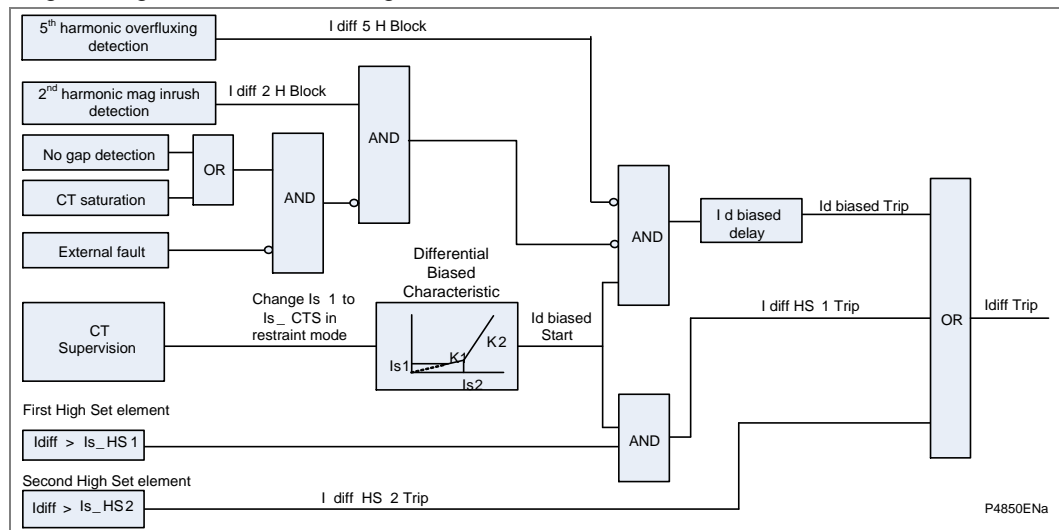 5th harmonic overfluxing
detection
I diff 5 H Block
2nd harmonic mag inrush
detection
I diff 2 H Block
AND
No gap detection
OR
CT saturation
AND
External fault
AND
I d biased
delay
Id biased Trip
Differential
Biased
Characteristic
Change Is 1 to
Is_ CTS in
restraint mode
CT
Supervision
Is1
K1
K2
Is2
Id biased
Start
I diff HS 1 Trip
OR
Idiff Trip
First High Set element
Idiff > Is_HS1
AND
Second High Set element
Idiff > Is_HS2
I diff HS 2 Trip
P4850ENa